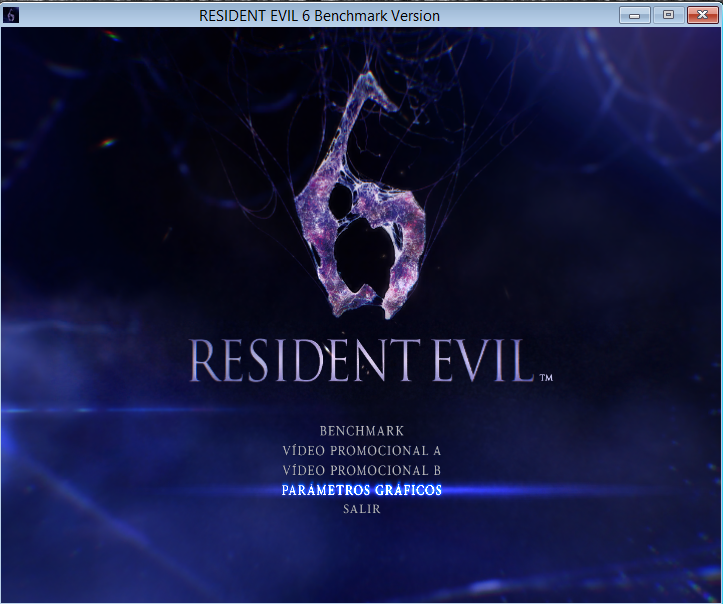 RESIDENT EVIL 6 Benchmark Version
6
RESIDENT EVIL™
BENCHMARK
VÍDEO PROMOCIONAL A
VÍDEO PROMOCIONAL B
PARÁMETROS GRÁFICOS
SALIR